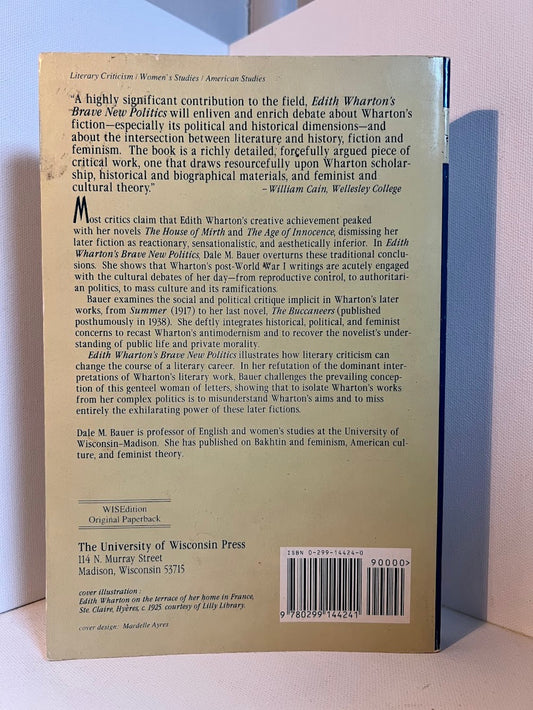 Literary Criticism / Women's Studies / American Studies
"A highly significant contribution to the field, Edith Wharton's
Brave New Politics will enliven and enrich debate about Wharton's
fiction—especially its political and historical dimensions—and
about the intersection between literature and history, fiction and
feminism. The book is a richly detailed, forcefully argued piece of
critical work, one that draws resourcefully upon Wharton scholar-
ship, historical and biographical materials, and feminist and
cultural theory."
– William Cain, Wellesley College
Most critics claim that Edith Wharton's creative achievement peaked
with her novels The House of Mirth and The Age of Innocence, dismissing her
later fiction as reactionary, sensationalistic, and aesthetically inferior. In Edith
Wharton's Brave New Politics, Dale M. Bauer overturns these traditional conclu-
sions. She shows that Wharton's post-World War I writings are acutely engaged
with the cultural debates of her day—from reproductive control, to authoritari-
an politics, to mass culture and its ramifications.
Bauer examines the social and political critique implicit in Wharton's later
works, from Summer (1917) to her last novel, The Buccaneers (published
posthumously in 1938). She deftly integrates historical, political, and feminist
concerns to recast Wharton's antimodernism and to recover the novelist's under-
standing of public life and private morality.
Edith Wharton's Brave New Politics illustrates how literary criticism can
change the course of a literary career. In her refutation of the dominant inter-
pretations of Wharton's literary work, Bauer challenges the prevailing concep-
tion of this genteel woman of letters, showing that to isolate Wharton's works
from her complex politics is to misunderstand Wharton's aims and to miss
entirely the exhilarating power of these later fictions.
Dale M. Bauer is professor of English and women's studies at the University of
Wisconsin–Madison. She has published on Bakhtin and feminism, American cul-
ture, and feminist theory.
WISEdition
Original Paperback
The University of Wisconsin Press
114 N. Murray Street
Madison, Wisconsin 53715
cover illustration :
Edith Wharton on the terrace of her home in France,
Ste. Claire, Hyères, c. 1925. courtesy of Lilly Library.
cover design: Mardelle Ayres
ISBN 0-299-14424-0
90000>
9 780299 144241